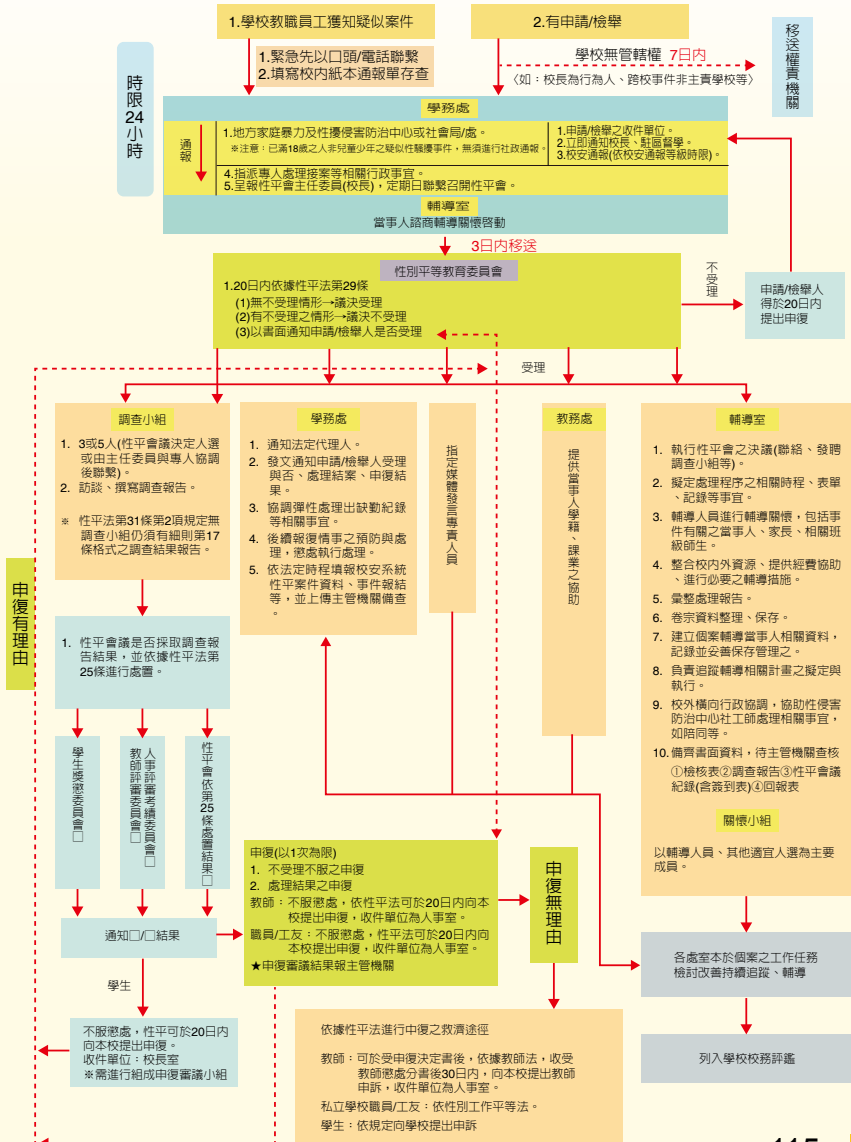 1.學校教職員工獲知疑似案件
2.有申請/檢舉
移送權責機關
時限24小時
1.緊急先以口頭/電話聯繫
2.填寫校內紙本通報單存查
學校無管轄權 7日内
〈如：校長為行為人、跨校事件非主責學校等〉
學務處
通報
1.地方家庭暴力及性擾侵害防治中心或社會局/處。
※注意：已滿18歲之人非兒童少年之疑似性騷擾事件，無須進行社政通報。
1.申請/檢舉之收件單位。
2.立即通知校長、駐區督學。
3.校安通報(依校安通報等級時限)。
4.指派專人處理接案等相關行政事宜。
5.呈報性平會主任委員(校長)，定期日聯繫召開性平會。
輔導室
當事人諮商輔導關懷啓動
3日内移送
性別平等教育委員會
1.20日内依據性平法第29條
(1)無不受理情形→議決受理
(2)有不受理之情形→議決不受理
(3)以書面通知申請/檢舉人是否受理
不受理
申請/檢舉人
得於20日内
提出申復
受理
調查小組
1. 3或5人(性平會議決定人選
或由主任委員與專人協調
後聯繫)。
2. 訪談、撰寫調查報告。
※ 性平法第31條第2項規定無
調查小組仍須有細則第17
條格式之調查結果報告。
學務處
1. 通知法定代理人。
2. 發文通知申請/檢舉人受理
與否、處理結案、申復結
果。
3. 協調彈性處理出缺勤紀錄
等相關事宜。
4. 後續報復情事之預防與處
理，懲處執行處理。
5. 依法定時程填報校安系統
性平案件資料、事件報結
等，並上傳主管機關備查
。
指定媒體發言專責人員
教務處
提供當事人學籍、課業之協助
輔導室
1. 執行性平會之決議(聯絡、發聘
調查小組等)。
2. 擬定處理程序之相關時程、表單
、記錄等事宜。
3. 輔導人員進行輔導關懷，包括事
件有關之當事人、家長、相關班
級師生。
4. 整合校内外資源、提供經費協助
、進行必要之輔導措施。
5. 彙整處理報告。
6. 卷宗資料整理、保存。
7. 建立個案輔導當事人相關資料，
記錄並妥善保存管理之。
8. 負責追蹤輔導相關計畫之擬定與
執行。
9. 校外橫向行政協調，協助性侵害
防治中心社工師處理相關事宜，
如陪同等。
10. 備齊書面資料，待主管機關查核
①檢核表②調查報告③性平會議
紀錄(含簽到表)④回報表
關懷小組
以輔導人員、其他適宜人選為主要
成員。
申復有理由
1. 性平會議是否採取調查報
告結果，並依據性平法第
25條進行處置。
學生獎懲委員會□
人事評審考績委員會□
教師評審委員會□
性平會依第25條處置結果□
通知□/□結果
學生
不服懲處，性平可於20日内
向本校提出申復。
收件單位：校長室
※需進行組成申復審議小組
申復(以1次為限)
1. 不受理不服之申復
2. 處理結果之申復
教師：不服懲處，依性平法可於20日内向本
校提出申復，收件單位為人事室。
職員/工友：不服懲處，性平法可於20日内向
本校提出申復，收件單位為人事室。
★申復審議結果報主管機關
申復無理由
依據性平法進行中復之救濟途徑
教師：可於受申復決定書後，依據教師法，收受
教師懲處分書後30日内，向本校提出教師
申訴，收件單位為人事室。
私立學校職員/工友：依性別工作平等法。
學生：依規定向學校提出申訴
各處室本於個案之工作任務
檢討改善持續追蹤、輔導
列入學校校務評鑑